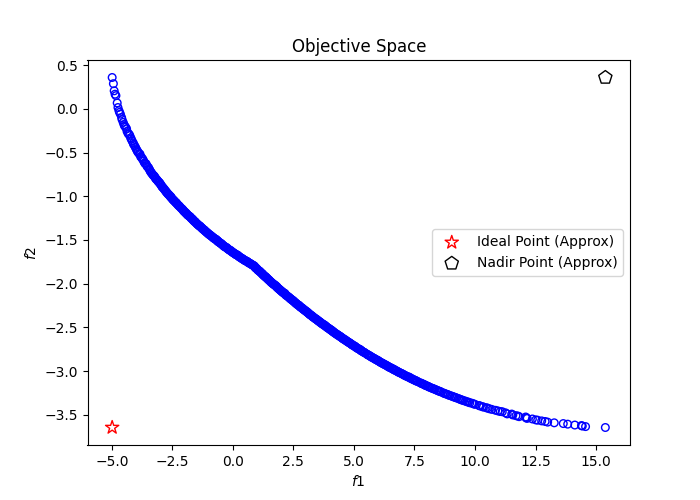 Objective Space
0.5
0.0
−0.5
−1.0
−1.5
−2.0
−2.5
−3.0
−3.5
f2
Ideal Point (Approx)
Nadir Point (Approx)
−5.0 −2.5 0.0 2.5 5.0 7.5 10.0 12.5 15.0
f1